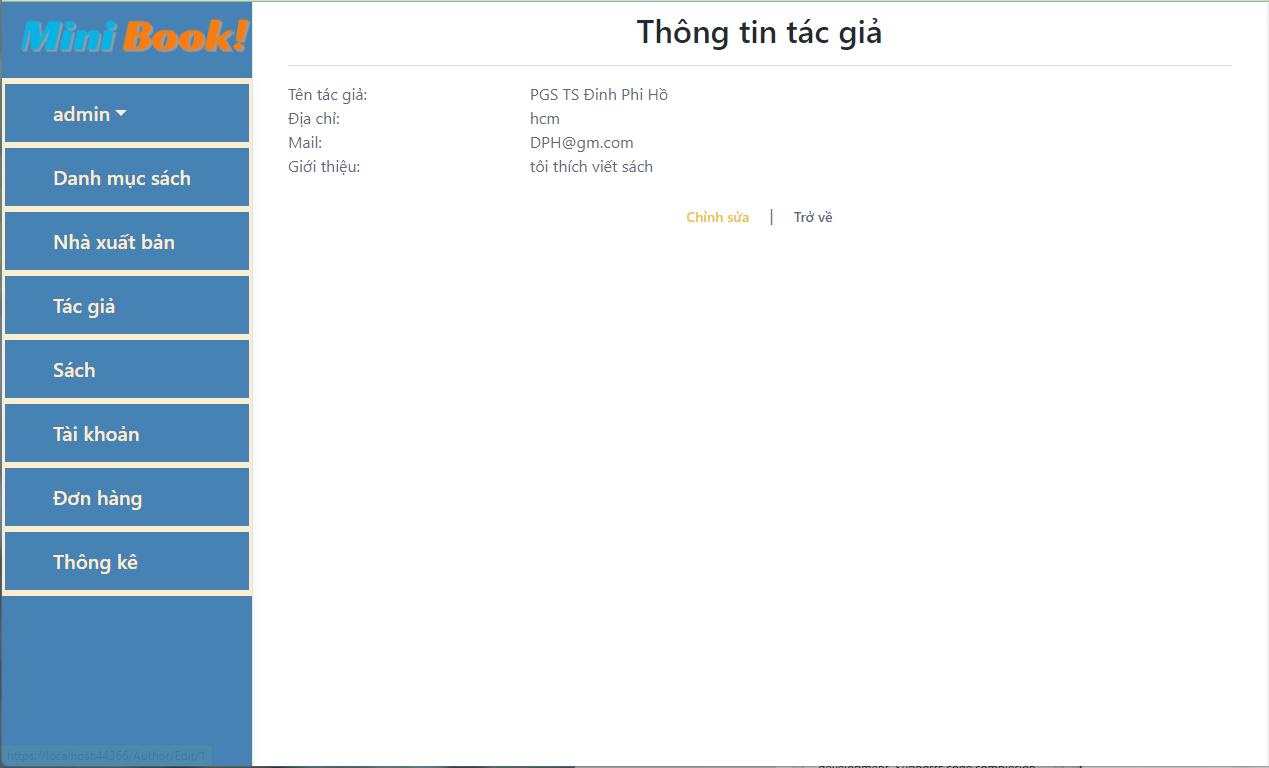 Mini Book!
admin
Danh mục sách
Nhà xuất bản
Tác giả
Sách
Tài khoản
Đơn hàng
Thông kê
Thông tin tác giả
Tên tác giả: PGS TS Đinh Phi Hồ
Địa chỉ: hcm
Mail: DPH@gm.com
Giới thiệu: tôi thích viết sách
Chỉnh sửa | Trở về
https://localhost:44366/Author/Edit/1